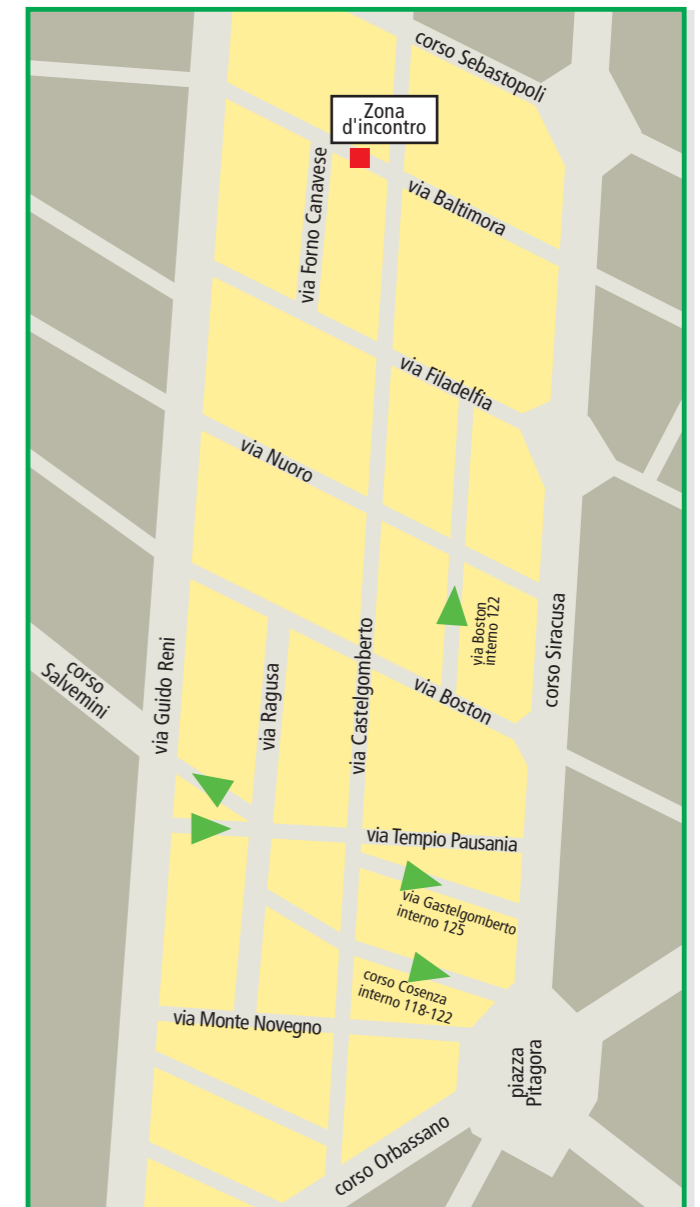 corso Sebastopoli
Zona
d'incontro
via Forno Canavese
via Baltimora
via Filadelfia
via Nuoro
via Boston
interno 122
corso Siracusa
via Castelgomberto
via Boston
corso
Salvemini
via Guido Reni
via Ragusa
via Tempio Pausania
via Gastelgomberto
interno 125
corso Cosenza
interno 118-122
via Monte Novegno
piazza
Pitagora
corso Orbassano